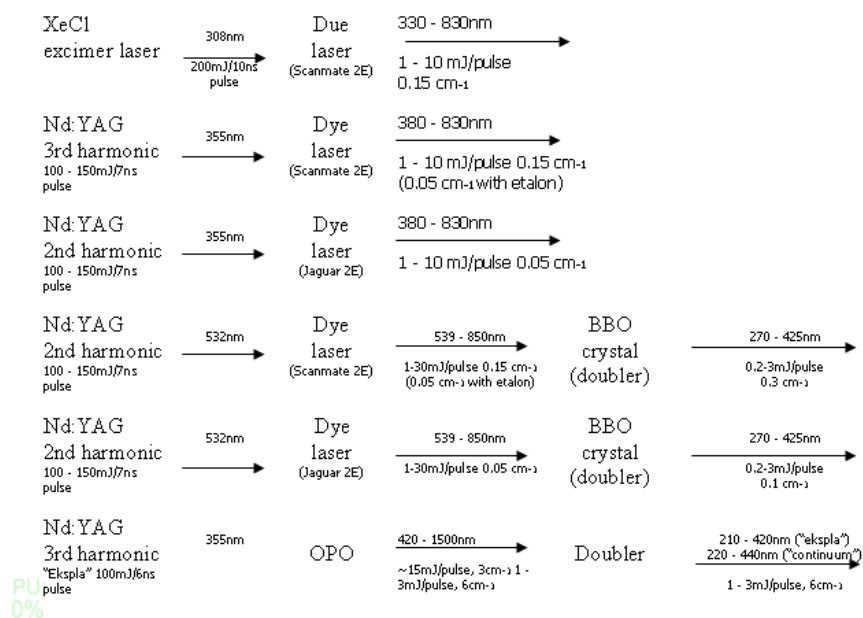 XeCl
excimer laser
308nm
200mJ/10ns
pulse
Due
laser
(Scanmate 2E)
330 - 830nm
1 - 10 mJ/pulse
0.15 cm-1
Nd:YAG
3rd harmonic
100 - 150mJ/7ns
pulse
355nm
Dye
laser
(Scanmate 2E)
380 - 830nm
1 - 10 mJ/pulse 0.15 cm-1
(0.05 cm-1 with etalon)
Nd:YAG
2nd harmonic
100 - 150mJ/7ns
pulse
355nm
Dye
laser
(Jaguar 2E)
380 - 830nm
1 - 10 mJ/pulse 0.05 cm-1
Nd:YAG
2nd harmonic
100 - 150mJ/7ns
pulse
532nm
Dye
laser
(Scanmate 2E)
539 - 850nm
1-30mJ/pulse 0.15 cm-1
(0.05 cm-1 with etalon)
BBO
crystal
(doubler)
270 - 425nm
0.2-3mJ/pulse
0.3 cm-1
Nd:YAG
2nd harmonic
100 - 150mJ/7ns
pulse
532nm
Dye
laser
(Jaguar 2E)
539 - 850nm
1-30mJ/pulse 0.05 cm-1
BBO
crystal
(doubler)
270 - 425nm
0.2-3mJ/pulse
0.1 cm-1
Nd:YAG
3rd harmonic
"Ekspla" 100mJ/6ns
pulse
355nm
OPO
420 - 1500nm
~15mJ/pulse, 3cm-1 1 -
3mJ/pulse, 6cm-1
Doubler
210 - 420nm ("ekspla")
220 - 440nm ("continuum")
1 - 3mJ/pulse, 6cm-1
PU
0%